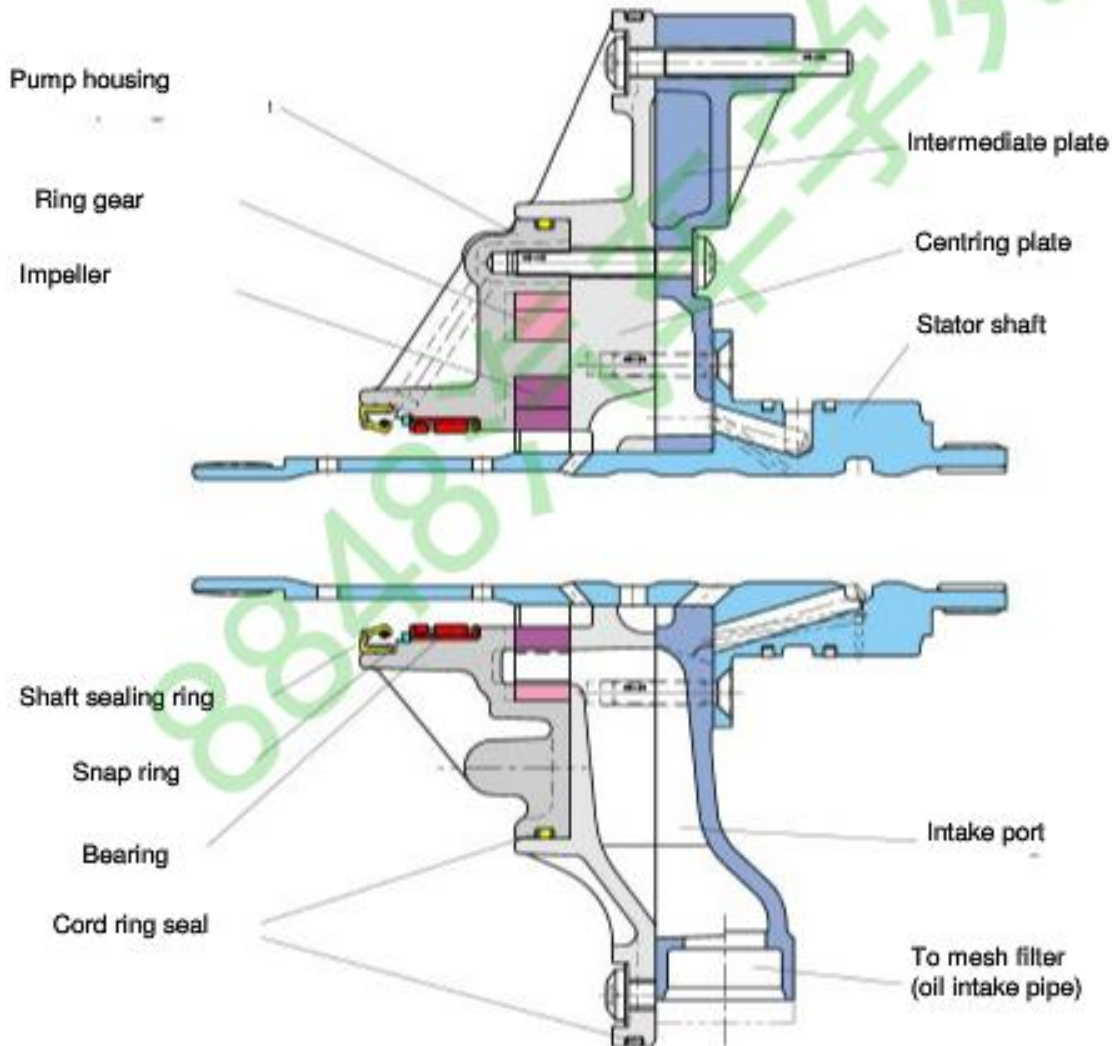 Pump housing
Ring gear
Impeller
Intermediate plate
Centring plate
Stator shaft
Shaft sealing ring
Snap ring
Bearing
Cord ring seal
Intake port
To mesh filter
(oil intake pipe)